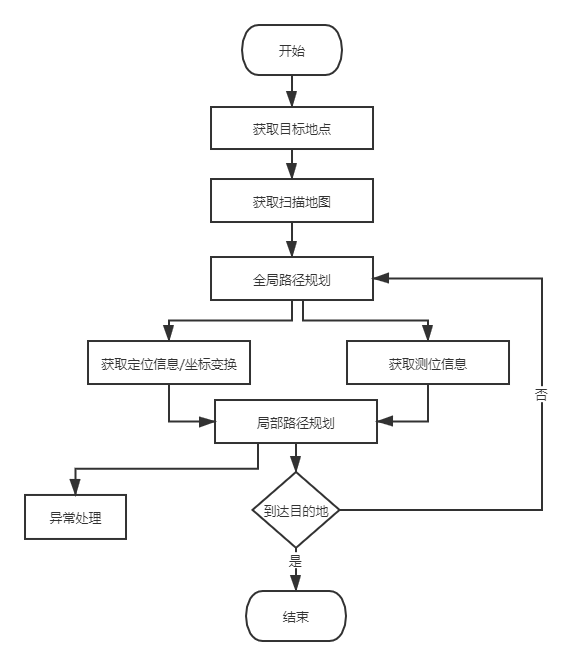 开始
获取目标地点
获取扫描地图
全局路径规划
获取定位信息/坐标变换
获取测位信息
否
局部路径规划
到达目的地
异常处理
是
结束